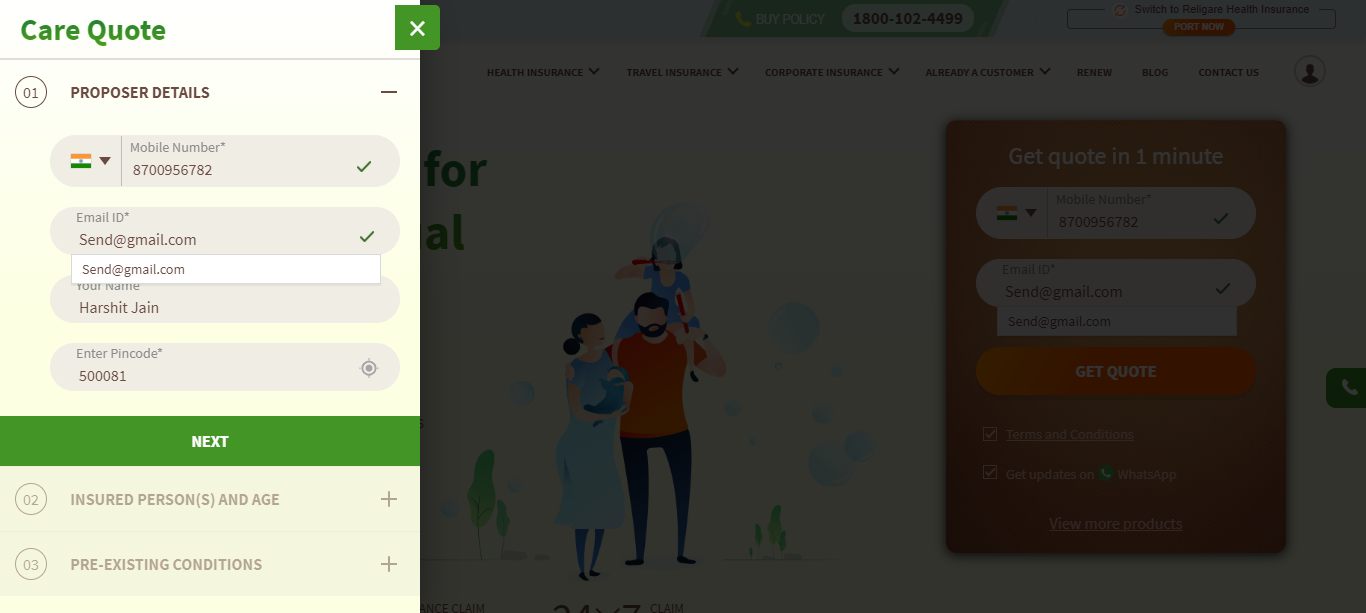 Care Quote
01 PROPOSER DETAILS
Mobile Number*
8700956782
Email ID*
Send@gmail.com
Send@gmail.com
Your Name
Harshit Jain
Enter Pincode*
500081
NEXT
02 INSURED PERSON(S) AND AGE
03 PRE-EXISTING CONDITIONS
BUY POLICY 1800-102-4499
Switch to Religare Health Insurance
PORT NOW
HEALTH INSURANCE TRAVEL INSURANCE CORPORATE INSURANCE ALREADY A CUSTOMER RENEW BLOG CONTACT US
for
al
s
ANCE CLAIM
24x7 CLAIM
Get quote in 1 minute
Mobile Number*
8700956782
Email ID*
Send@gmail.com
Send@gmail.com
GET QUOTE
Terms and Conditions
Get updates on WhatsApp
View more products